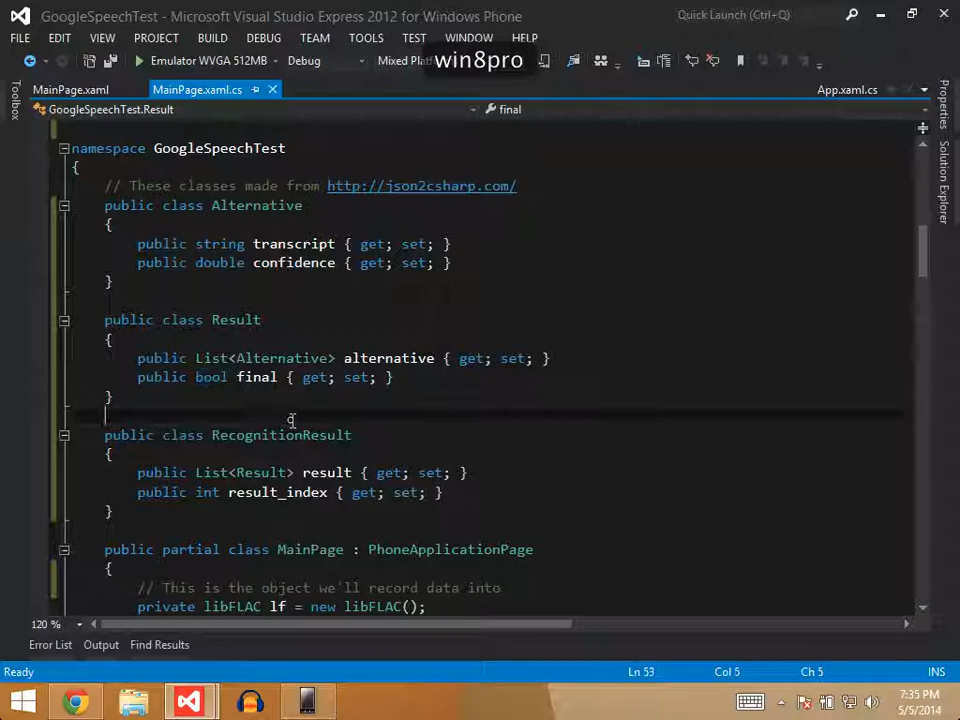 GoogleSpeechTest - Microsoft Visual Studio Express 2012 for Windows Phone
Quick Launch (Ctrl+Q)
FILE EDIT VIEW PROJECT BUILD DEBUG TEAM TOOLS TEST WINDOW HELP
Emulator WVGA 512MB Debug Mixed Pla
win8pro
MainPage.xaml MainPage.xaml.cs App.xaml.cs
Toolbox
GoogleSpeechTest.Result final
Properties
Solution Explorer
namespace GoogleSpeechTest
{
// These classes made from http://json2csharp.com/
public class Alternative
{
public string transcript { get; set; }
public double confidence { get; set; }
}
public class Result
{
public List<Alternative> alternative { get; set; }
public bool final { get; set; }
}
public class RecognitionResult
{
public List<Result> result { get; set; }
public int result_index { get; set; }
}
public partial class MainPage : PhoneApplicationPage
{
// This is the object we'll record data into
private libFLAC lf = new libFLAC();
120 %
Error List Output Find Results
Ready Ln 53 Col 5 Ch 5 INS
7:35 PM
5/5/2014